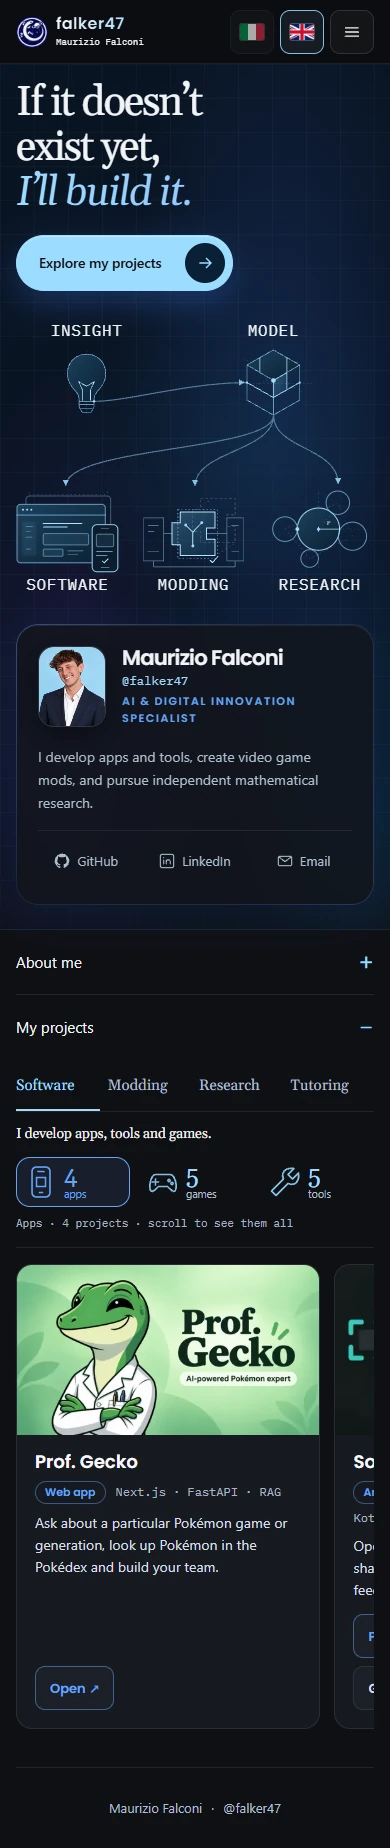 falker47
Maurizio Falconi
If it doesn't
exist yet,
I'll build it.
Explore my projects →
INSIGHT
MODEL
SOFTWARE
MODDING
RESEARCH
Maurizio Falconi
@falker47
AI & DIGITAL INNOVATION
SPECIALIST
I develop apps and tools, create video game
mods, and pursue independent mathematical
research.
GitHub
LinkedIn
Email
About me +
My projects −
Software
Modding
Research
Tutoring
I develop apps, tools and games.
4
apps
5
games
5
tools
Apps · 4 projects · scroll to see them all
Prof.
Gecko
AI-powered Pokémon expert
Prof. Gecko
Web app
Next.js · FastAPI · RAG
Ask about a particular Pokémon game or
generation, look up Pokémon in the
Pokédex and build your team.
Open ↗
So
Kot
Ope
sha
fee
Maurizio Falconi · @falker47